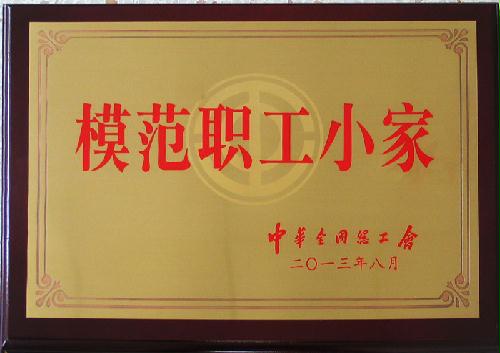 模范职工小家
中华全国总工會
二〇一三年八月